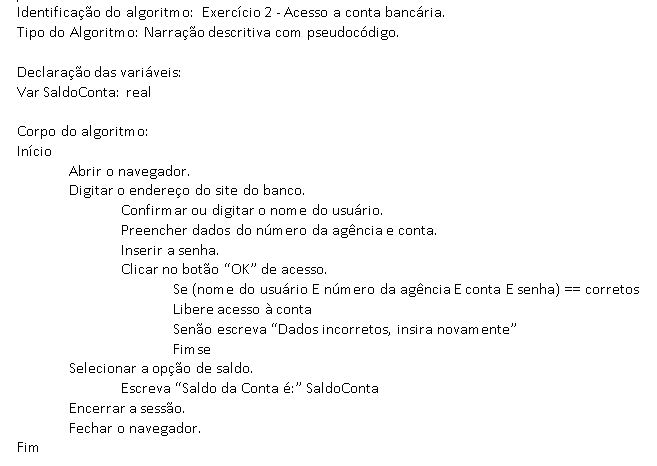 Identificação do algoritmo: Exercício 2 - Acesso a conta bancária.
Tipo do Algoritmo: Narração descritiva com pseudocódigo.
Declaração das variáveis:
Var SaldoConta: real
Corpo do algoritmo:
Início
Abrir o navegador.
Digitar o endereço do site do banco.
Confirmar ou digitar o nome do usuário.
Preencher dados do número da agência e conta.
Inserir a senha.
Clicar no botão “OK” de acesso.
Se (nome do usuário E número da agência E conta E senha) == corretos
Libere acesso à conta
Senão escreva “Dados incorretos, insira novamente”
Fim se
Selecionar a opção de saldo.
Escreva “Saldo da Conta é:” SaldoConta
Encerrar a sessão.
Fechar o navegador.
Fim